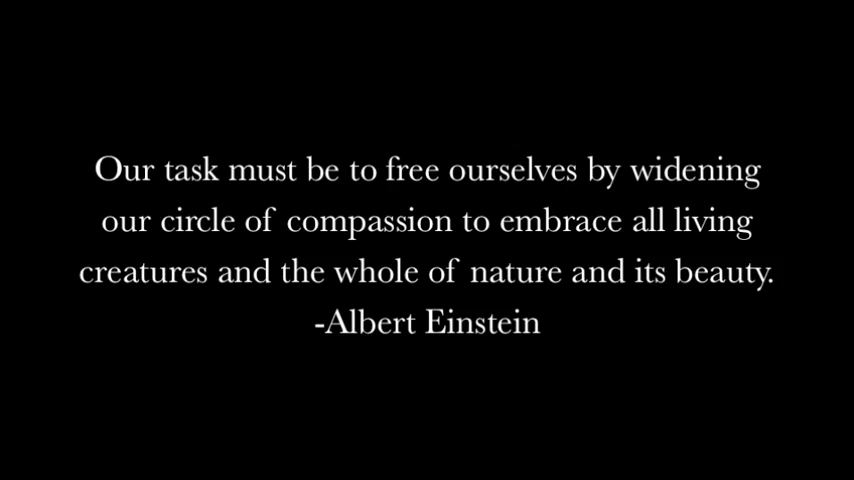 Our task must be to free ourselves by widening
our circle of compassion to embrace all living
creatures and the whole of nature and its beauty.
-Albert Einstein